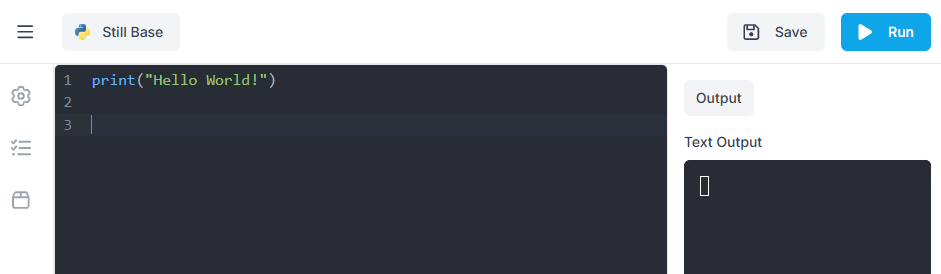 Still Base
Save
Run
1 print("Hello World!")
2
3
Output
Text Output